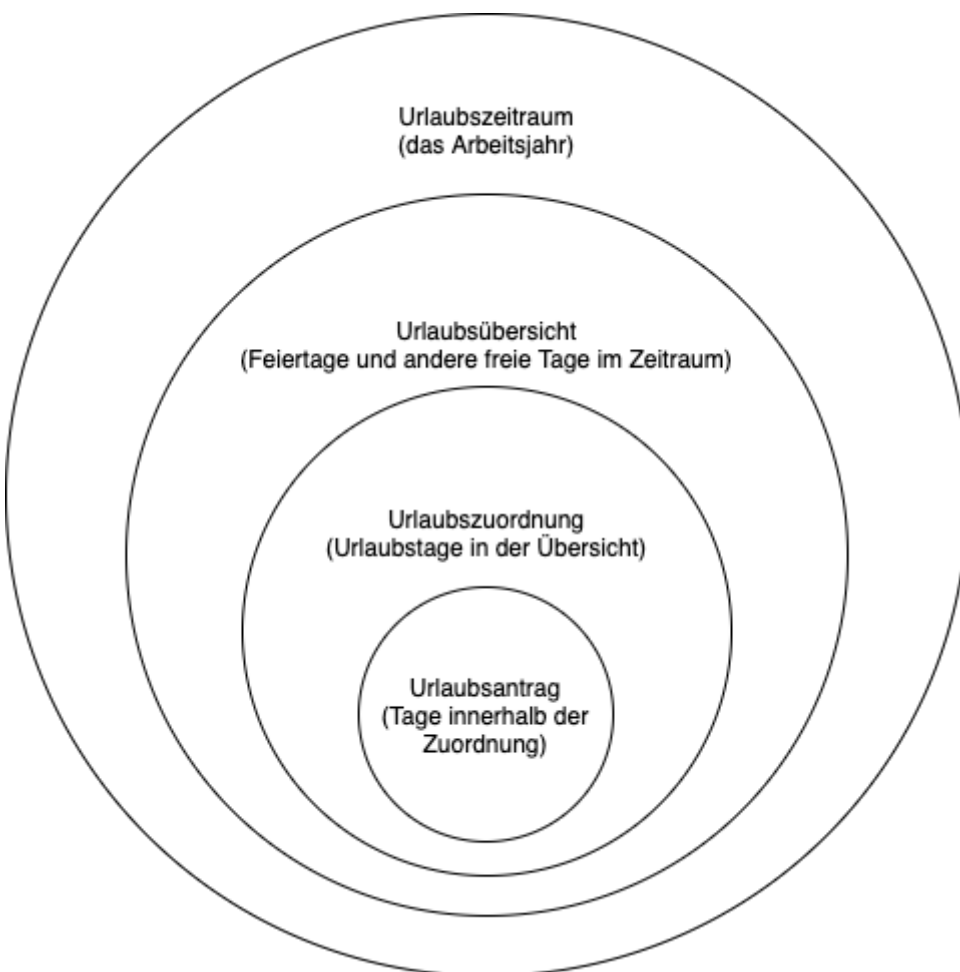 Urlaubszeitraum
(das Arbeitsjahr)
Urlaubsübersicht
(Feiertage und andere freie Tage im Zeitraum)
Urlaubszuordnung
(Urlaubstage in der Übersicht)
Urlaubsantrag
(Tage innerhalb der
Zuordnung)